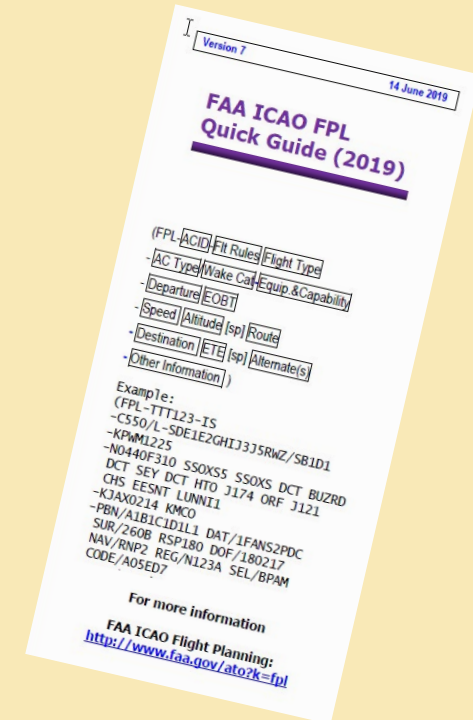 Version 7
14 June 2019
FAA ICAO FPL
Quick Guide (2019)
(FPL-ACID-Flt Rules Flight Type
- AC Type/Wake Cat-Equip.&Capability
- Departure EOBT
- Speed Altitude [sp] Route
- Destination ETE [sp] Alternate(s)
- Other Information )
Example:
(FPL-TTT123-IS
-C550/L-SDE1E2GHIJ3J5RWZ/SB1D1
-KPWM1225
-N0440F310 SSOXS5 SSOXS DCT BUZRD
DCT SEY DCT HTO J174 ORF J121
CHS EESNT LUNNI1
-KJAX0214 KMCO
-PBN/A1B1C1D1L1 DAT/1FANS2PDC
SUR/260B RSP180 DOF/180217
NAV/RNP2 REG/N123A SEL/BPAM
CODE/A05ED7
For more information
FAA ICAO Flight Planning:
http://www.faa.gov/ato?k=fpl